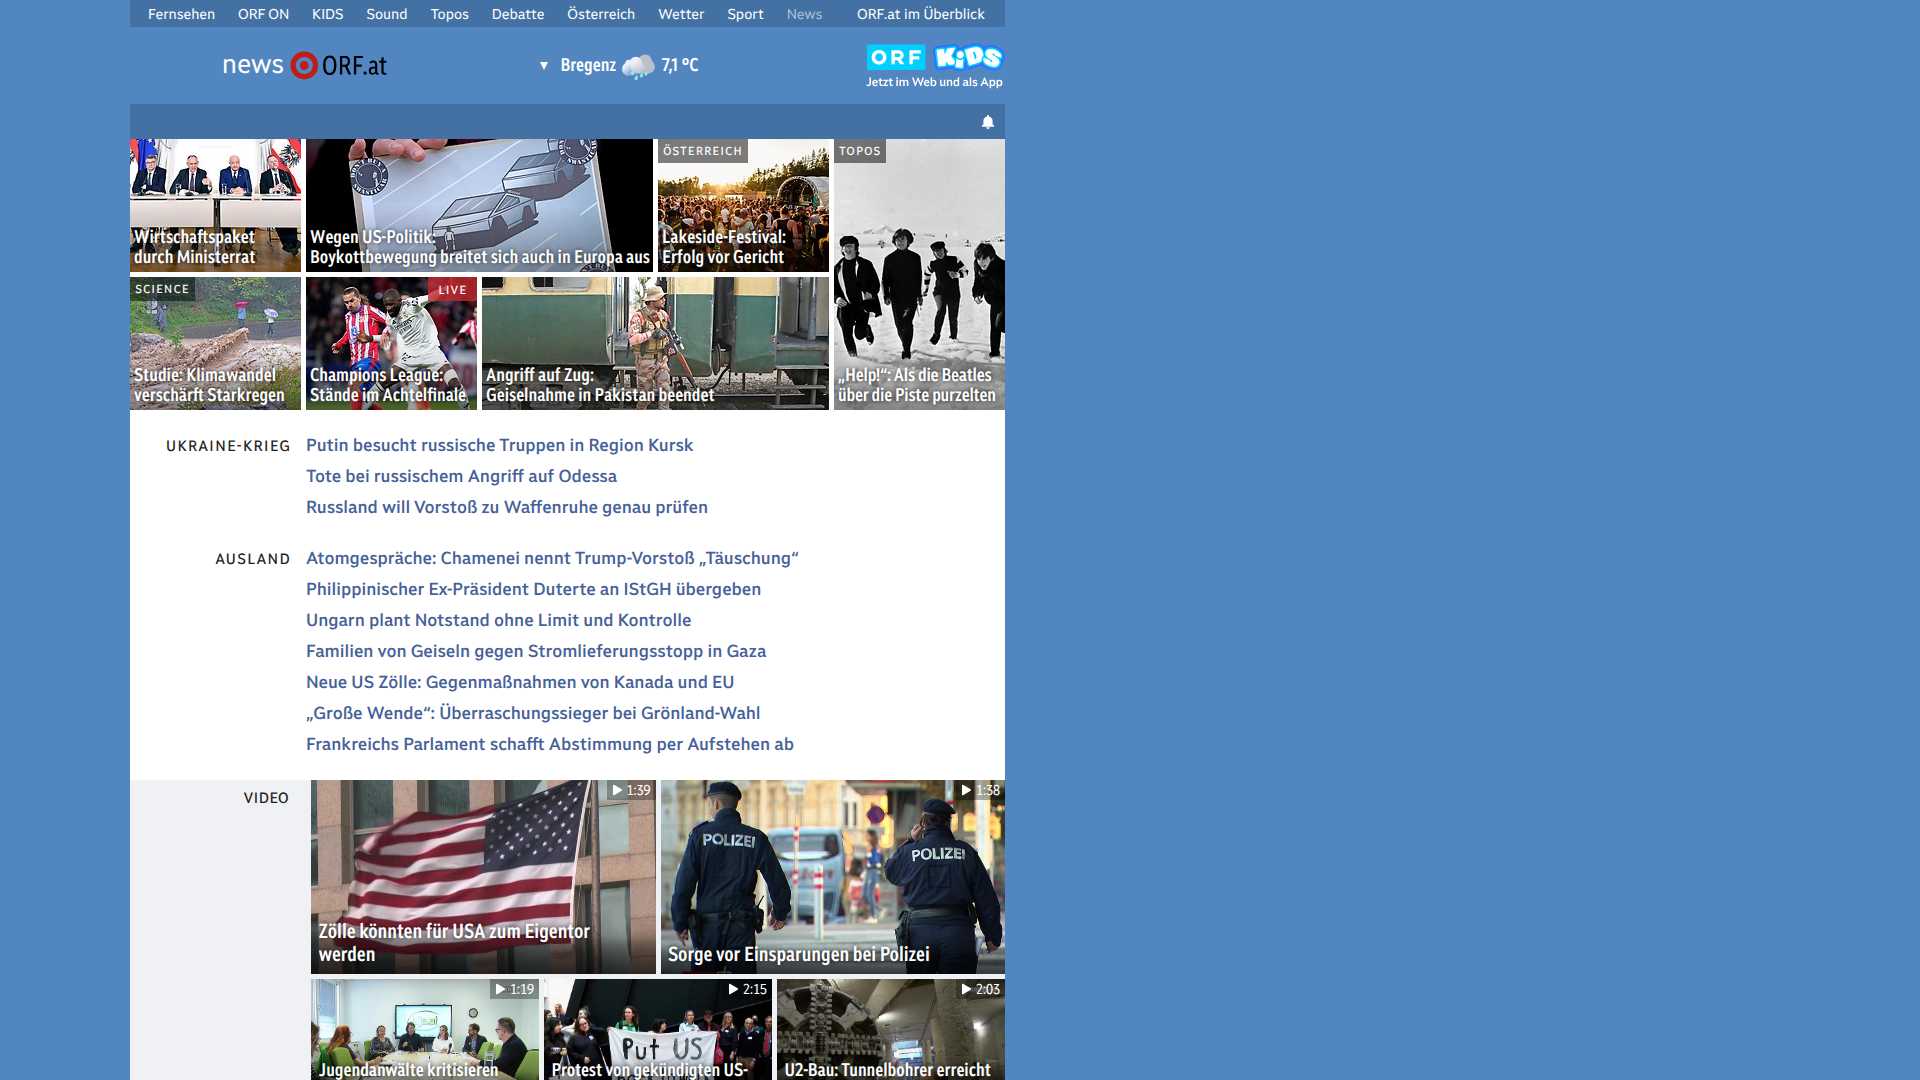 Fernsehen ORF ON KIDS Sound Topos Debatte Österreich Wetter Sport News ORF.at im Überblick
news ORF.at
Bregenz 7,1 °C
ORF KIDS
Jetzt im Web und als App
Wirtschaftspaket
durch Ministerrat
Wegen US-Politik:
Boykottbewegung breitet sich auch in Europa aus
ÖSTERREICH
Lakeside-Festival:
Erfolg vor Gericht
TOPOS
„Help!“: Als die Beatles
über die Piste purzelten
SCIENCE
Studie: Klimawandel
verschärft Starkregen
LIVE
Champions League:
Stände im Achtelfinale
Angriff auf Zug:
Geiselnahme in Pakistan beendet
UKRAINE-KRIEG
Putin besucht russische Truppen in Region Kursk
Tote bei russischem Angriff auf Odessa
Russland will Vorstoß zu Waffenruhe genau prüfen
AUSLAND
Atomgespräche: Chamenei nennt Trump-Vorstoß „Täuschung“
Philippinischer Ex-Präsident Duterte an IStGH übergeben
Ungarn plant Notstand ohne Limit und Kontrolle
Familien von Geiseln gegen Stromlieferungsstopp in Gaza
Neue US Zölle: Gegenmaßnahmen von Kanada und EU
„Große Wende“: Überraschungssieger bei Grönland-Wahl
Frankreichs Parlament schafft Abstimmung per Aufstehen ab
VIDEO
1:39
Zölle könnten für USA zum Eigentor
werden
1:38
POLIZEI
POLIZEI
Sorge vor Einsparungen bei Polizei
1:19
Jugendanwälte kritisieren
2:15
Put US
Protest von gekündigten US-
2:03
U2-Bau: Tunnelbohrer erreicht